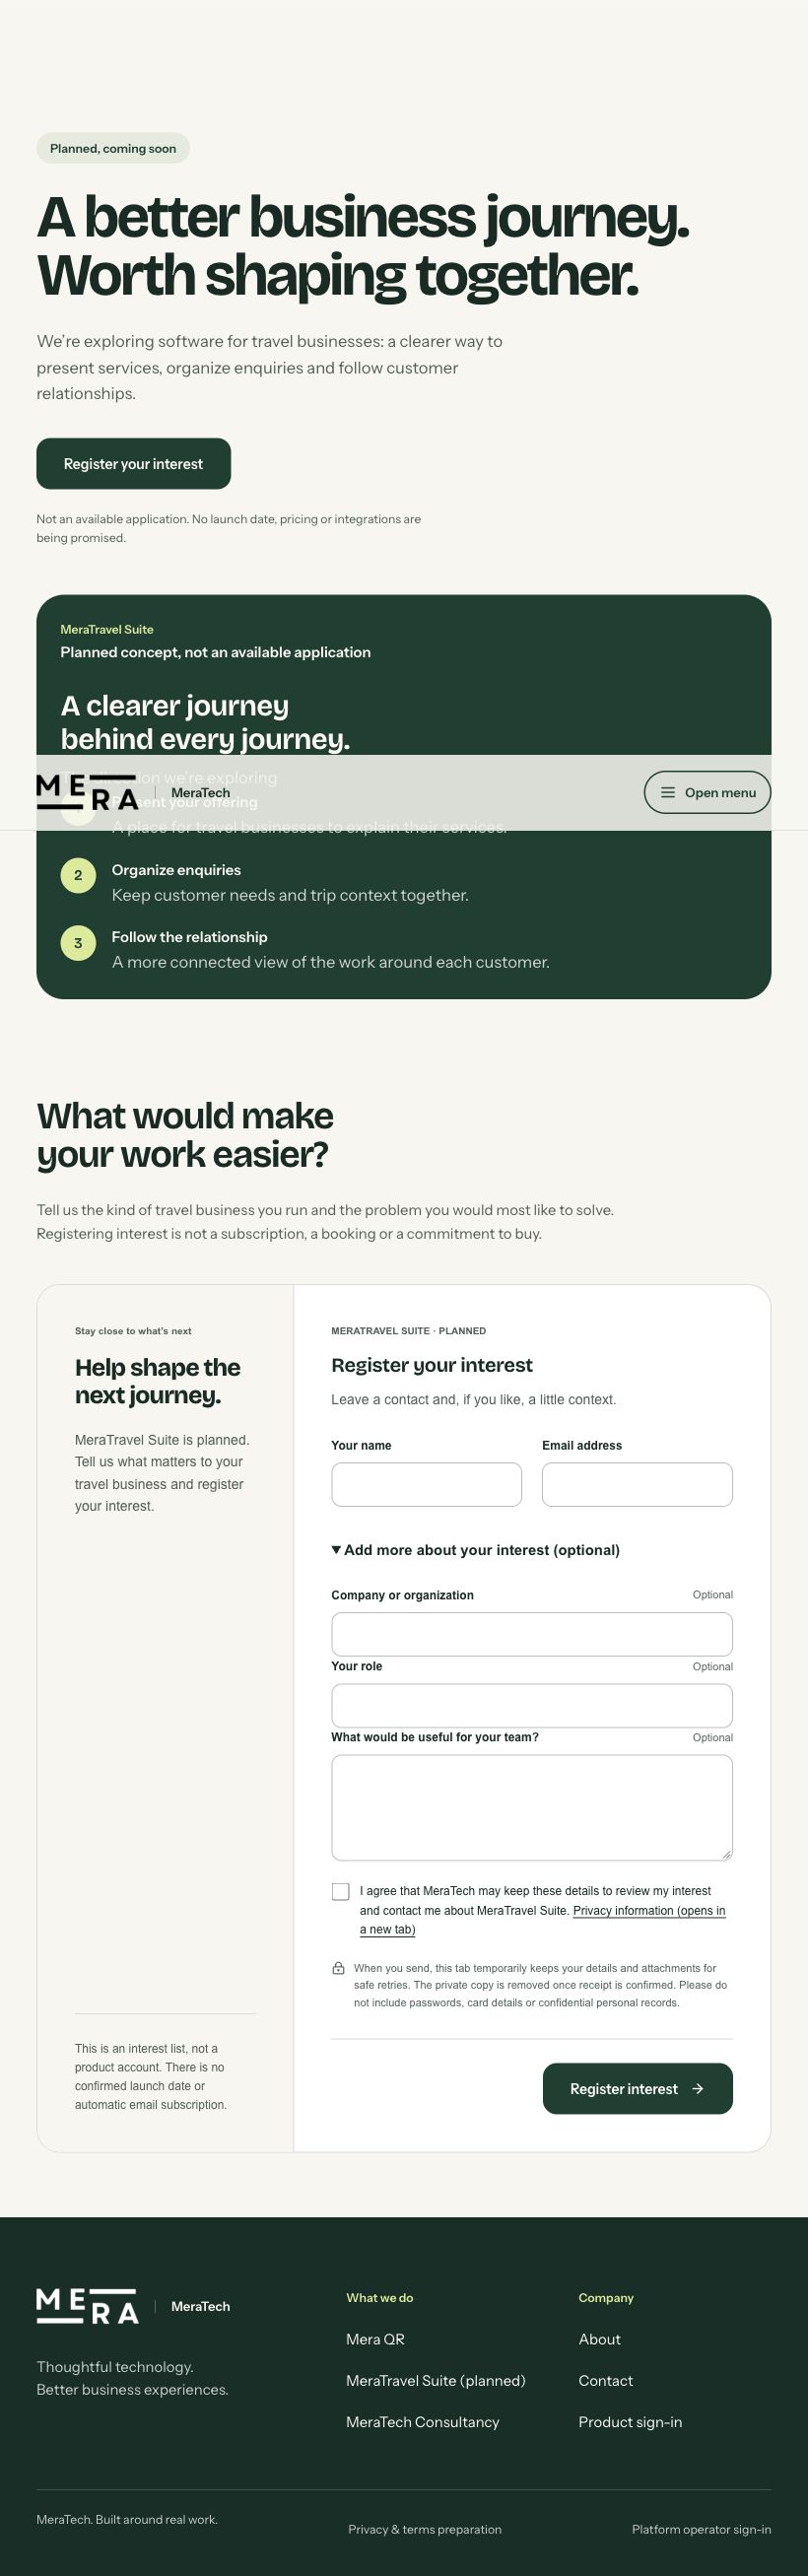 Planned, coming soon
A better business journey.
Worth shaping together.
We're exploring software for travel businesses: a clearer way to
present services, organize enquiries and follow customer
relationships.
Register your interest
Not an available application. No launch date, pricing or integrations are
being promised.
MeraTravel Suite
Planned concept, not an available application
A clearer journey
behind every journey.
we're exploring
MERA
MeraTech
Open menu
your offering
A place for travel businesses to explain their services.
2
Organize enquiries
Keep customer needs and trip context together.
3
Follow the relationship
A more connected view of the work around each customer.
What would make
your work easier?
Tell us the kind of travel business you run and the problem you would most like to solve.
Registering interest is not a subscription, a booking or a commitment to buy.
Stay close to what's next
Help shape the
next journey.
MeraTravel Suite is planned.
Tell us what matters to your
travel business and register
your interest.
This is an interest list, not a
product account. There is no
confirmed launch date or
automatic email subscription.
MERATRAVEL SUITE · PLANNED
Register your interest
Leave a contact and, if you like, a little context.
Your name
Email address
Add more about your interest (optional)
Company or organization
Optional
Your role
Optional
What would be useful for your team?
Optional
I agree that MeraTech may keep these details to review my interest
and contact me about MeraTravel Suite. Privacy information (opens in
a new tab)
When you send, this tab temporarily keeps your details and attachments for
safe retries. The private copy is removed once receipt is confirmed. Please do
not include passwords, card details or confidential personal records.
Register interest
MERA
MeraTech
Thoughtful technology.
Better business experiences.
What we do
Mera QR
MeraTravel Suite (planned)
MeraTech Consultancy
Company
About
Contact
Product sign-in
MeraTech. Built around real work.
Privacy & terms preparation
Platform operator sign-in